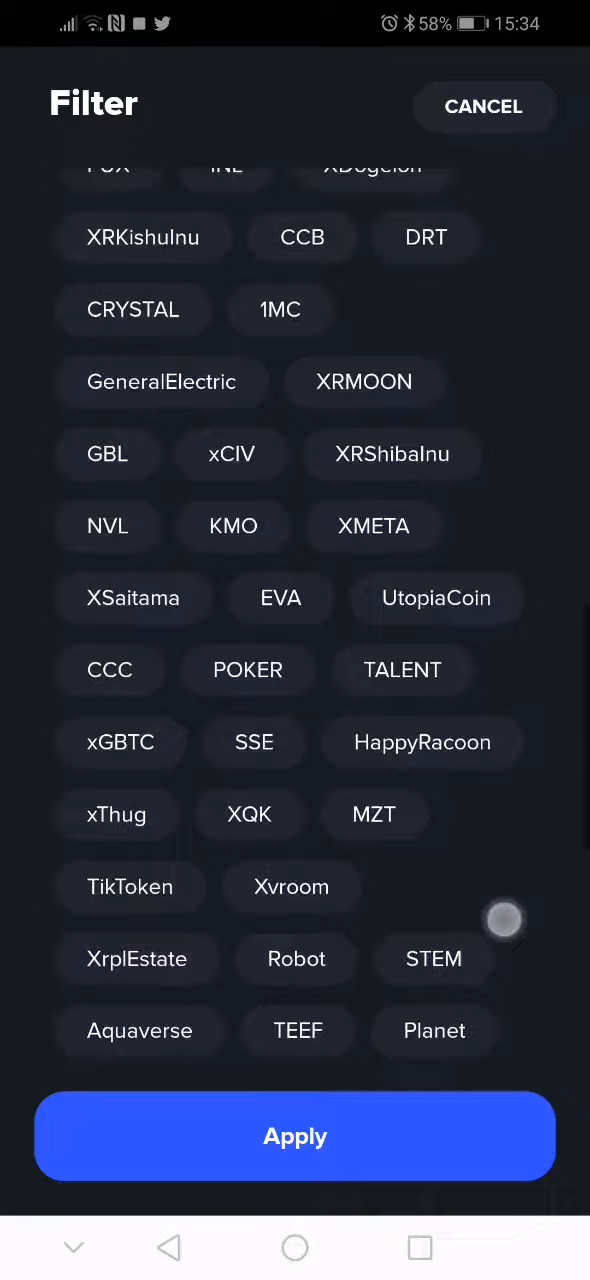 58% 15:34
Filter CANCEL
XRKishuInu CCB DRT
CRYSTAL 1MC
GeneralElectric XRMOON
GBL xCIV XRShibaInu
NVL KMO XMETA
XSaitama EVA UtopiaCoin
CCC POKER TALENT
xGBTC SSE HappyRacoon
xThug XQK MZT
TikToken Xvroom
XrplEstate Robot STEM
Aquaverse TEEF Planet
Apply